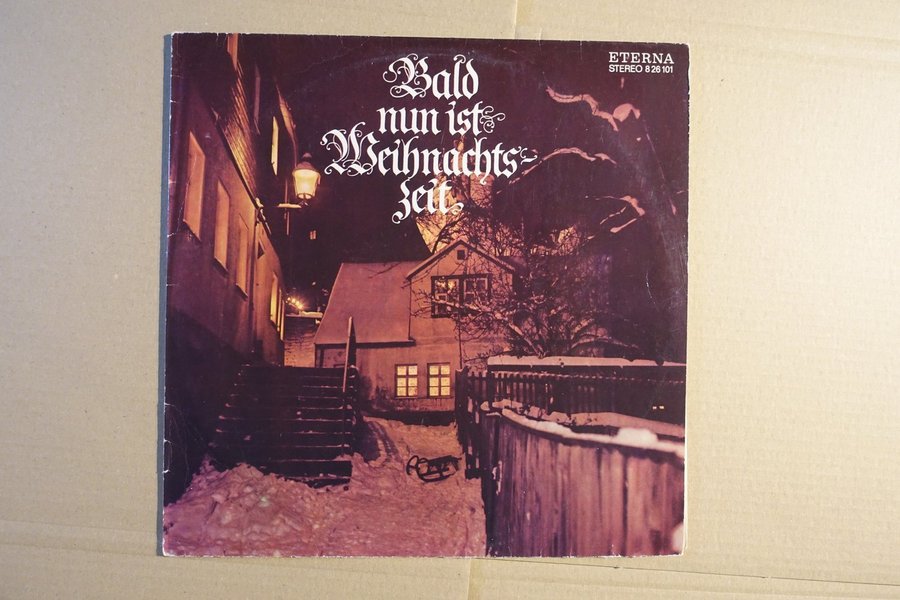 ETERNA
STEREO 8 26 101
Bald
nun ist
Weihnachts-
zeit